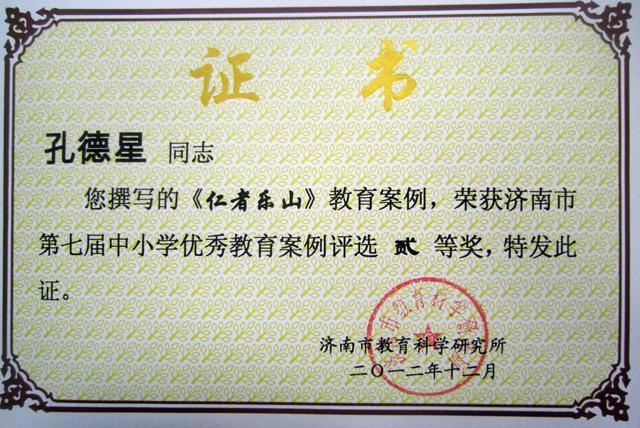 证书
孔德星 同志
您撰写的《仁者乐山》教育案例，荣获济南市
第七届中小学优秀教育案例评选 贰 等奖，特发此
证。
济南市教育科学研究所
二〇一二年十二月